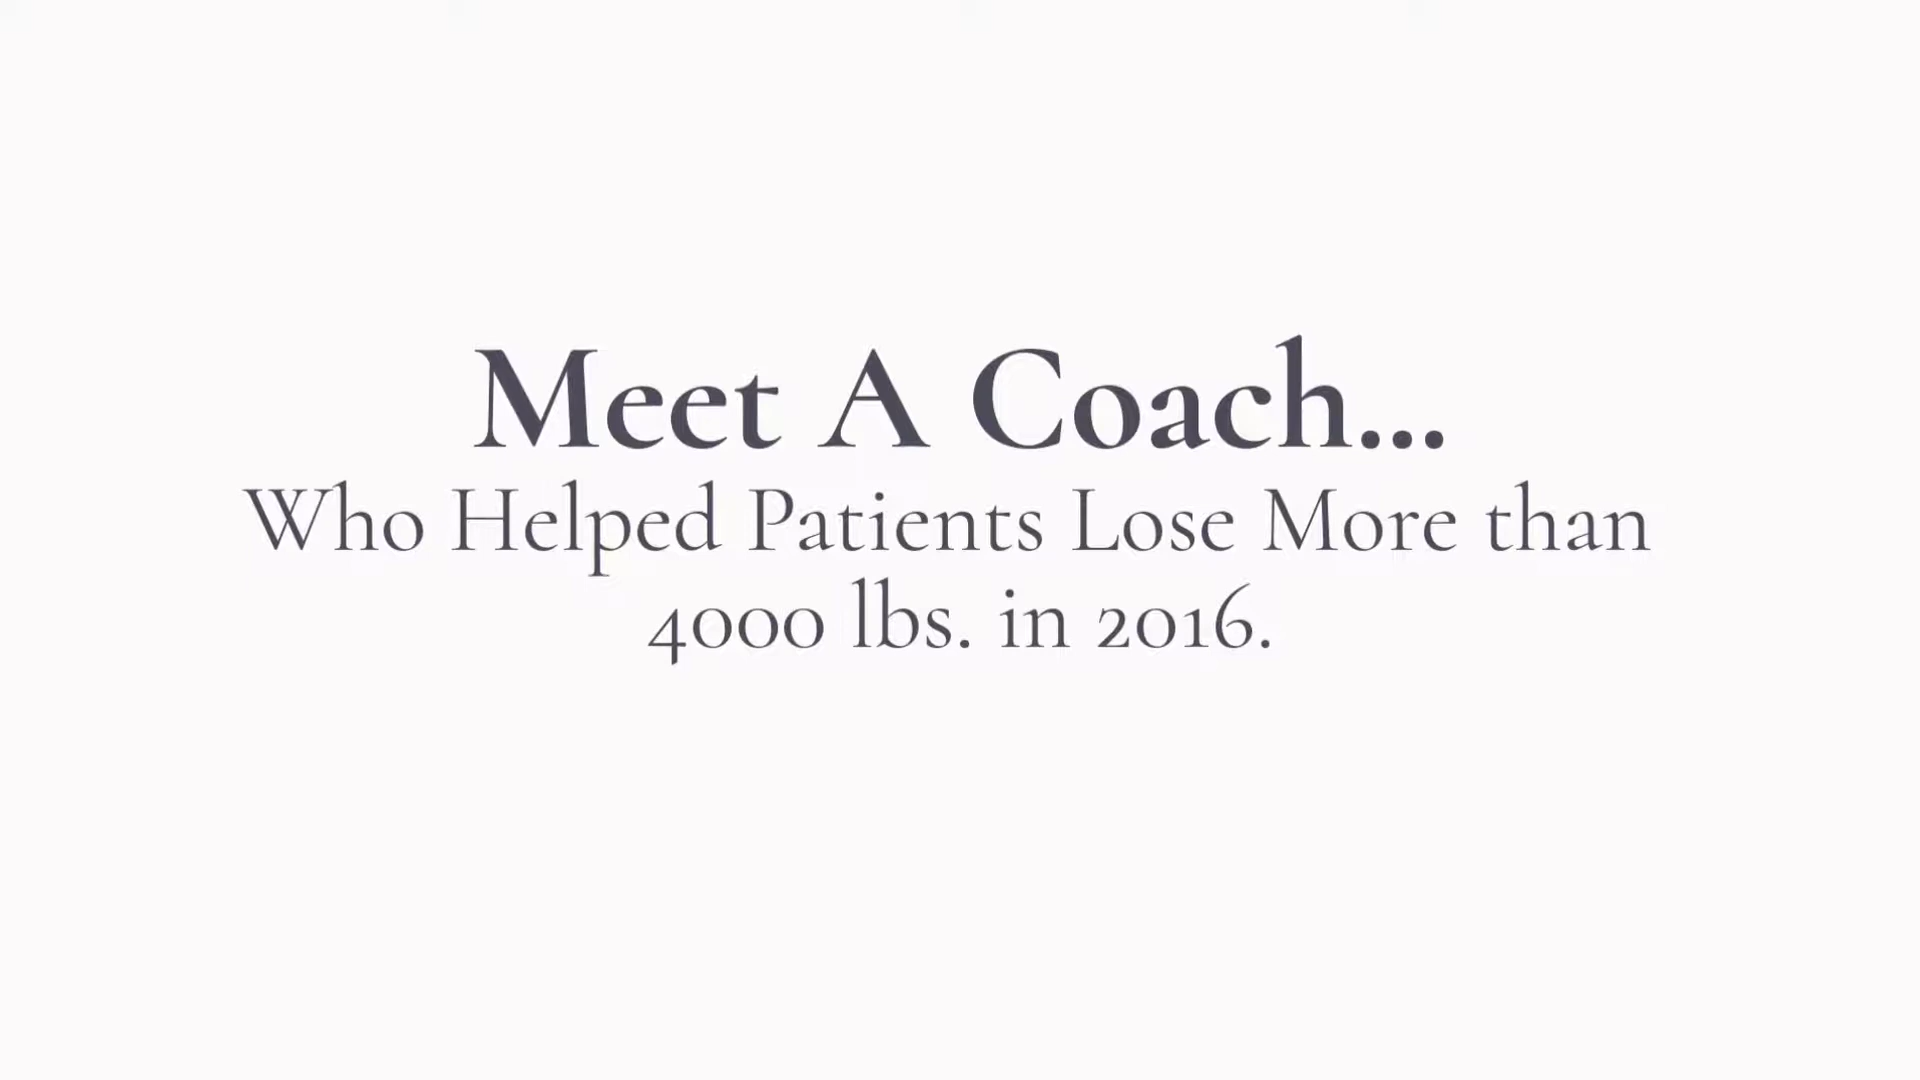 Meet A Coach...
Who Helped Patients Lose More than
4000 lbs. in 2016.